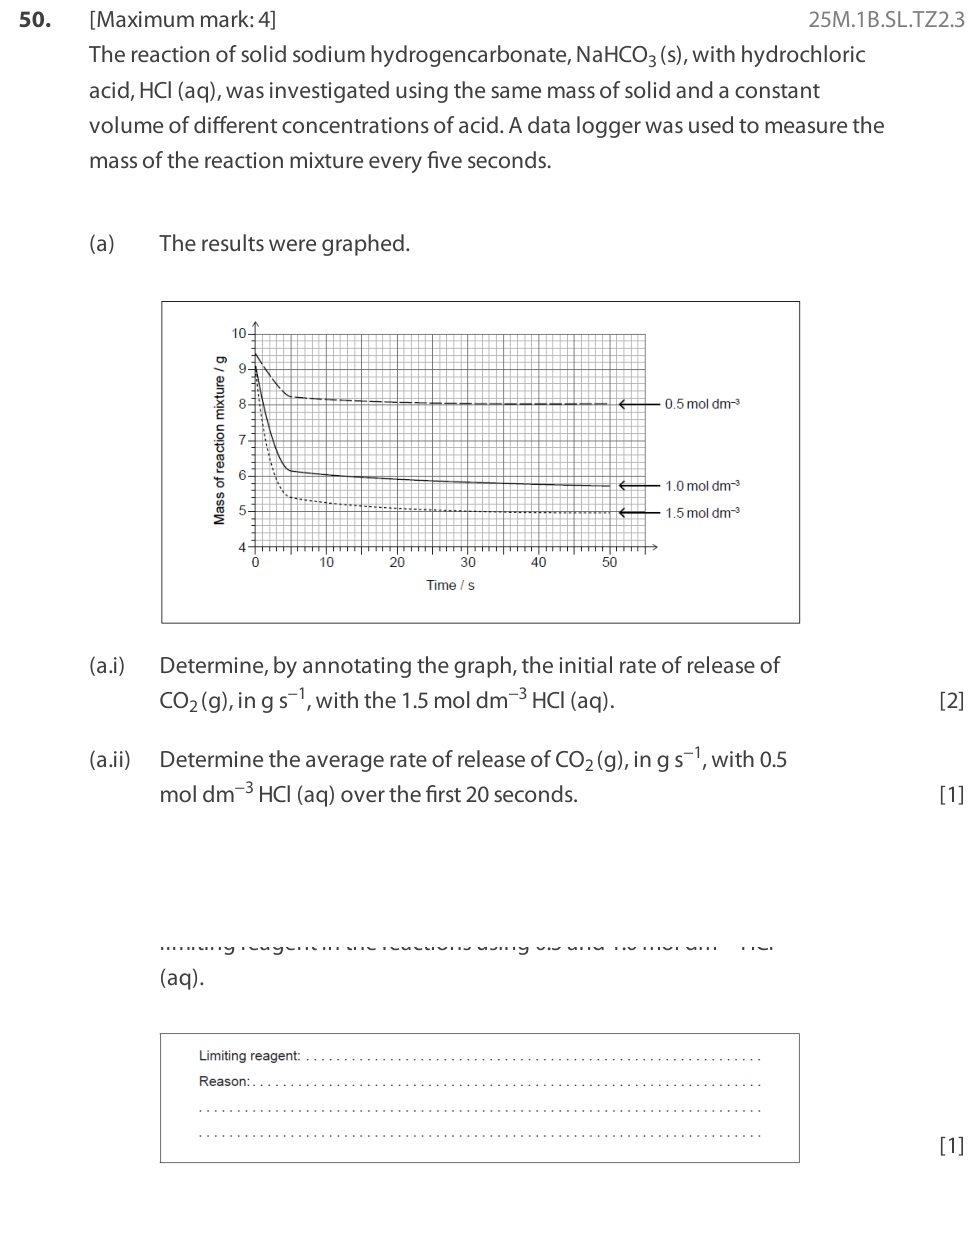 50. [Maximum mark: 4] 25M.1B.SL.TZ2.3
The reaction of solid sodium hydrogencarbonate, NaHCO₃ (s), with hydrochloric
acid, HCl (aq), was investigated using the same mass of solid and a constant
volume of different concentrations of acid. A data logger was used to measure the
mass of the reaction mixture every five seconds.
(a) The results were graphed.
Mass of reaction mixture / g
10
9
8
7
6
5
4
0.5 mol dm⁻³
1.0 mol dm⁻³
1.5 mol dm⁻³
0 10 20 30 40 50
Time / s
(a.i) Determine, by annotating the graph, the initial rate of release of
CO₂ (g), in g s⁻¹, with the 1.5 mol dm⁻³ HCl (aq). [2]
(a.ii) Determine the average rate of release of CO₂ (g), in g s⁻¹, with 0.5
mol dm⁻³ HCl (aq) over the first 20 seconds. [1]
(aq).
Limiting reagent:
Reason:
[1]